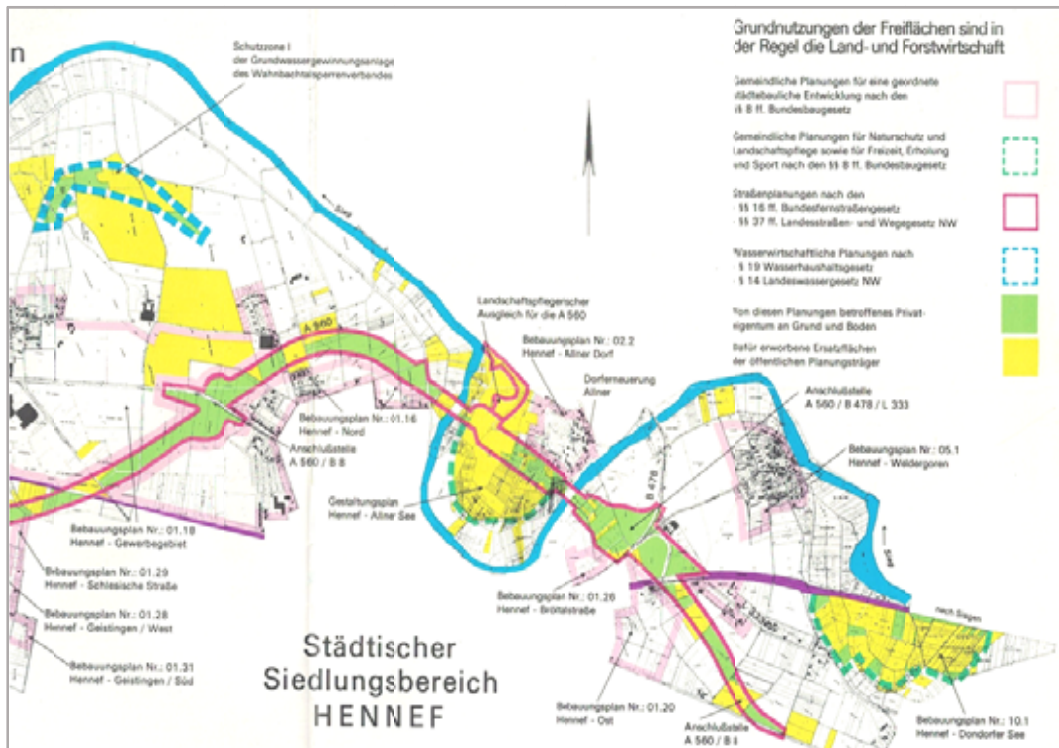 n
Schutzzone I
der Grundwassergewinnungsanlage
des Wahnbachtalsperrenverbandes
Grundnutzungen der Freiflächen sind in
der Regel die Land- und Forstwirtschaft
Gemeindliche Planungen für eine geordnete
städtebauliche Entwicklung nach den
§§ 8 ff. Bundesbaugesetz
Gemeindliche Planungen für Naturschutz und
Landschaftspflege sowie für Freizeit, Erholung
und Sport nach den §§ 8 ff. Bundesbaugesetz
Straßenplanungen nach den
§§ 16 ff. Bundesfernstraßengesetz
§§ 37 ff. Landesstraßen- und Wegegesetz NW
Wasserwirtschaftliche Planungen nach
§ 19 Wasserhaushaltsgesetz
§ 14 Landeswassergesetz NW
Von diesen Planungen betroffenes Privat-
eigentum an Grund und Boden
dafür erworbene Ersatzflächen
der öffentlichen Planungsträger
Sieg
Landschaftspflegerischer
Ausgleich für die A 560
A 560
Bebauungsplan Nr.: 02.2
Hennef - Allner Dorf
Dorferneuerung
Allner
Anschlußstelle
A 560 / B 478 / L 333
Bebauungsplan Nr.: 01.16
Hennef - Nord
Anschlußstelle
A 560 / B 8
B 478
Bebauungsplan Nr.: 05.1
Hennef - Weldergoren
Gestaltungsplan
Hennef - Allner See
Bebauungsplan Nr.: 01.18
Hennef - Gewerbegebiet
Sieg
Bebauungsplan Nr.: 01.29
Hennef - Schlesische Straße
Bebauungsplan Nr.: 01.26
Hennef - Bröltalstraße
nach Siegen
Bebauungsplan Nr.: 01.28
Hennef - Geistingen / West
Bebauungsplan Nr.: 01.31
Hennef - Geistingen / Süd
Städtischer
Siedlungsbereich
HENNEF
Bebauungsplan Nr.: 01.20
Hennef - Ost
Anschlußstelle
A 560 / B 8
Bebauungsplan Nr.: 10.1
Hennef - Dondorfer See